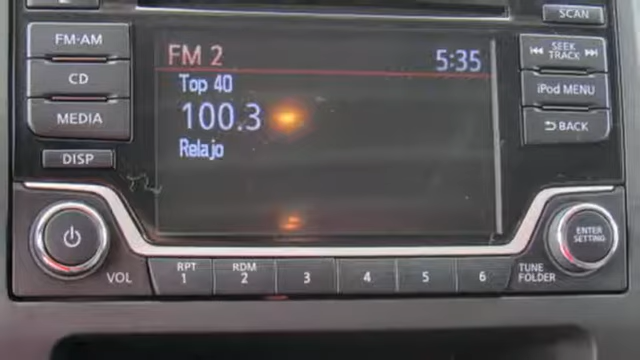 SCAN
FM-AM
CD
MEDIA
DISP
FM 2 5:35
Top 40
100.3
Relajo
SEEK
TRACK
iPod MENU
BACK
VOL
RPT
1
RDM
2
3
4
5
6
TUNE
FOLDER
ENTER
SETTING